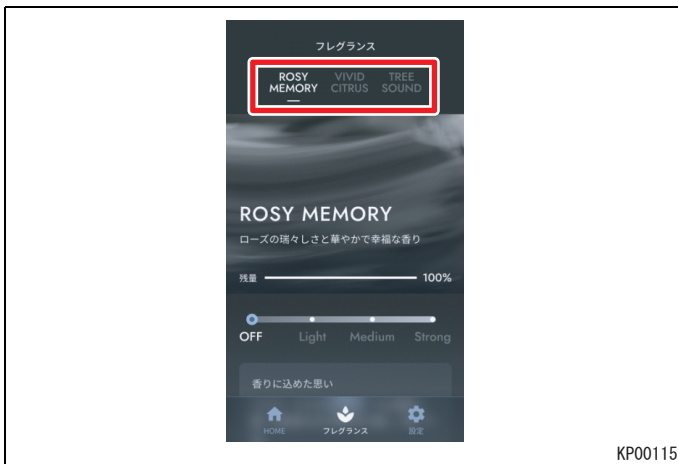 フレグランス
ROSY VIVID TREE
MEMORY CITRUS SOUND
ROSY MEMORY
ローズの瑞々しさと華やかで幸福な香り
残量 100%
OFF Light Medium Strong
香りに込めた思い
HOME フレグランス 設定
KP00115